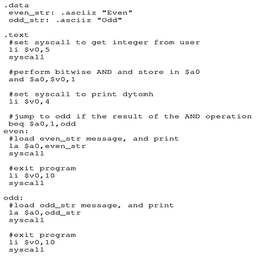 .data
even_str: .asciiz "Even"
odd_str: .asciiz "Odd"
.text
#set syscall to get integer from user
li $v0,5
syscall
#perform bitwise AND and store in $a0
and $a0,$v0,1
#set syscall to print dytomh
li $v0,4
#jump to odd if the result of the AND operation
beq $a0,1,odd
even:
#load even_str message, and print
la $a0,even_str
syscall
#exit program
li $v0,10
syscall
odd:
#load odd_str message, and print
la $a0,odd_str
syscall
#exit program
li $v0,10
syscall